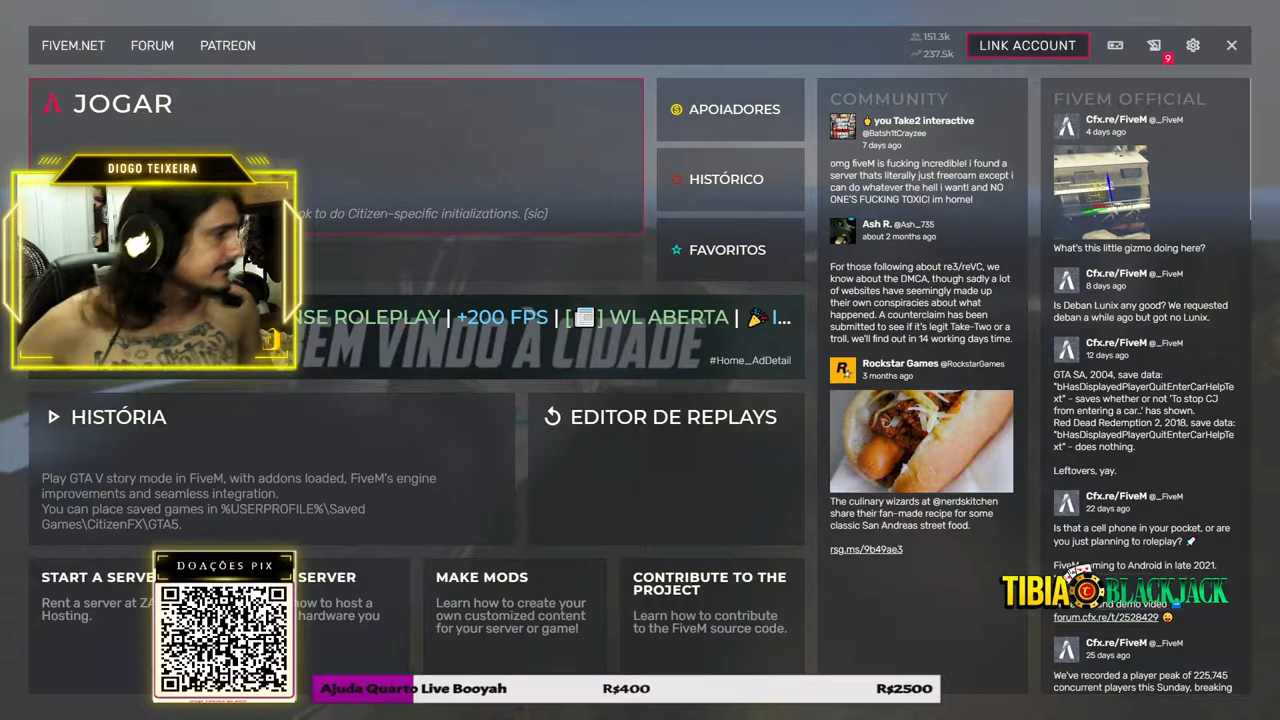 FIVEM.NET
FORUM
PATREON
151.3k
237.5k
LINK ACCOUNT
9
JOGAR
ok to do Citizen-specific initializations. (sic)
DIOGO TEIXEIRA
APOIADORES
HISTÓRICO
FAVORITOS
NSE ROLEPLAY | +200 FPS | [📰] WL ABERTA | 🎉 I...
BEM VINDO A CIDADE
#Home_AdDetail
HISTÓRIA
Play GTA V story mode in FiveM, with addons loaded, FiveM's engine
improvements and seamless integration.
You can place saved games in %USERPROFILE%\Saved
Games\CitizenFX\GTA5.
EDITOR DE REPLAYS
START A SERVE
Rent a server at ZA
Hosting.
SERVER
how to host a
hardware you
MAKE MODS
Learn how to create your
own customized content
for your server or game!
CONTRIBUTE TO THE
PROJECT
Learn how to contribute
to the FiveM source code.
DOAÇÕES PIX
Ajuda Quarto Live Booyah
R$400
R$2500
COMMUNITY
🖕you Take2 interactive
@Batsh1tCrayzee
7 days ago
omg fiveM is fucking incredible! i found a
server thats literally just freeroam except i
can do whatever the hell i want! and NO
ONE'S FUCKING TOXIC! im home!
Ash R. @Ash_735
about 2 months ago
For those following about re3/reVC, we
know about the DMCA, though sadly a lot
of websites have seemingly made up
their own conspiracies about what
happened. A counterclaim has been
submitted to see if it's legit Take-Two or a
troll, we'll find out in 14 working days time.
Rockstar Games @RockstarGames
3 months ago
The culinary wizards at @nerdskitchen
share their fan-made recipe for some
classic San Andreas street food.
rsg.ms/9b49ae3
FIVEM OFFICIAL
Cfx.re/FiveM @_FiveM
4 days ago
What's this little gizmo doing here?
Cfx.re/FiveM @_FiveM
8 days ago
Is Deban Lunix any good? We requested
deban a while ago but got no Lunix.
Cfx.re/FiveM @_FiveM
12 days ago
GTA SA, 2004, save data:
"bHasDisplayedPlayerQuitEnterCarHelpTe
xt" - saves whether or not 'To stop CJ
from entering a car..' has shown.
Red Dead Redemption 2, 2018, save data:
"bHasDisplayedPlayerQuitEnterCarHelpTe
xt" - does nothing.
Leftovers, yay.
Cfx.re/FiveM @_FiveM
22 days ago
Is that a cell phone in your pocket, or are
you just planning to roleplay? 🚀
FiveM coming to Android in late 2021.
TIBIA BLACKJACK
nd demo video
forum.cfx.re/t/2528429 😛
Cfx.re/FiveM @_FiveM
25 days ago
We've recorded a player peak of 225,745
concurrent players this Sunday, breaking